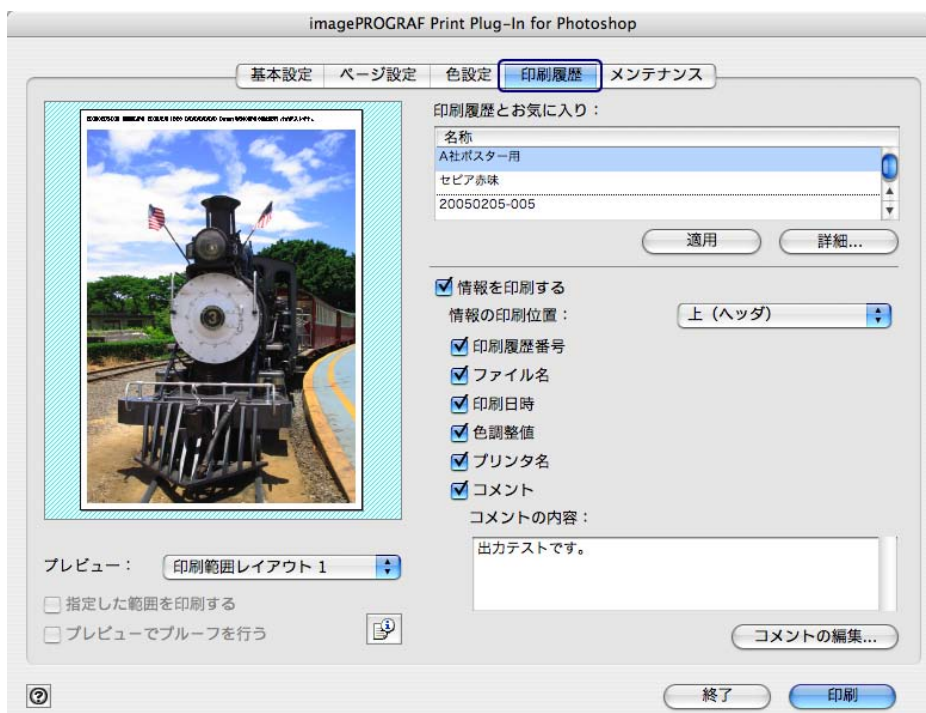 imagePROGRAF Print Plug-In for Photoshop
基本設定 ページ設定 色設定 印刷履歴 メンテナンス
印刷履歴とお気に入り：
名称
A社ポスター用
セピア赤味
20050205-005
適用 詳細...
情報を印刷する
情報の印刷位置： 上（ヘッダ）
印刷履歴番号
ファイル名
印刷日時
色調整値
プリンタ名
コメント
コメントの内容：
出力テストです。
コメントの編集...
3
プレビュー： 印刷範囲レイアウト 1
指定した範囲を印刷する
プレビューでプルーフを行う
?
終了 印刷